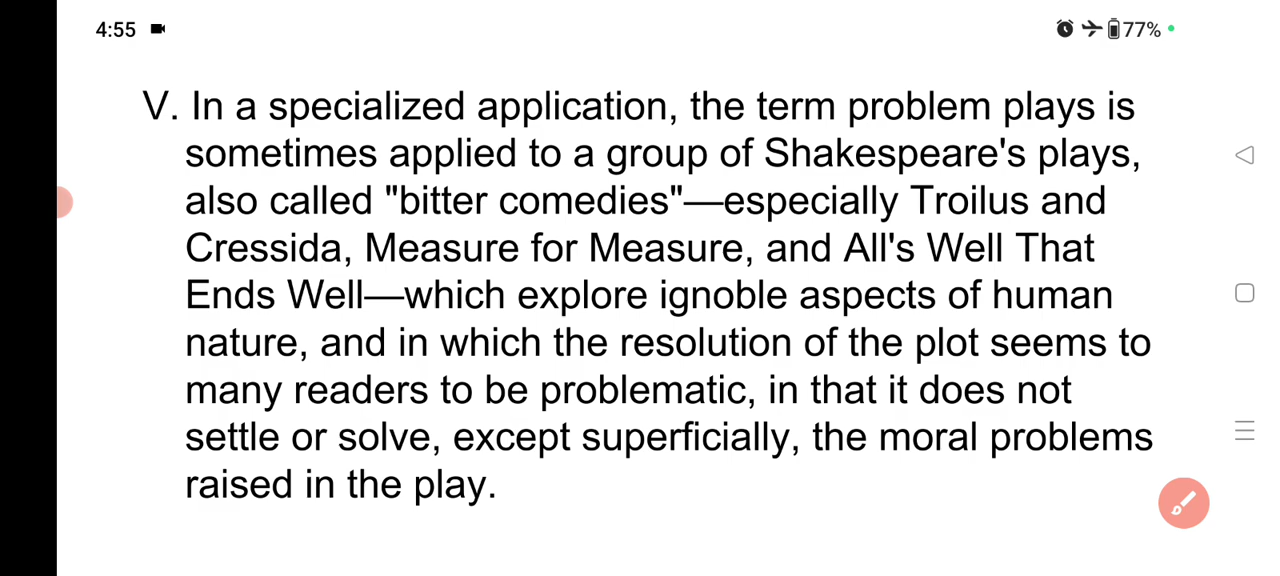 4:55
77%
V. In a specialized application, the term problem plays is
sometimes applied to a group of Shakespeare's plays,
also called "bitter comedies"—especially Troilus and
Cressida, Measure for Measure, and All's Well That
Ends Well—which explore ignoble aspects of human
nature, and in which the resolution of the plot seems to
many readers to be problematic, in that it does not
settle or solve, except superficially, the moral problems
raised in the play.